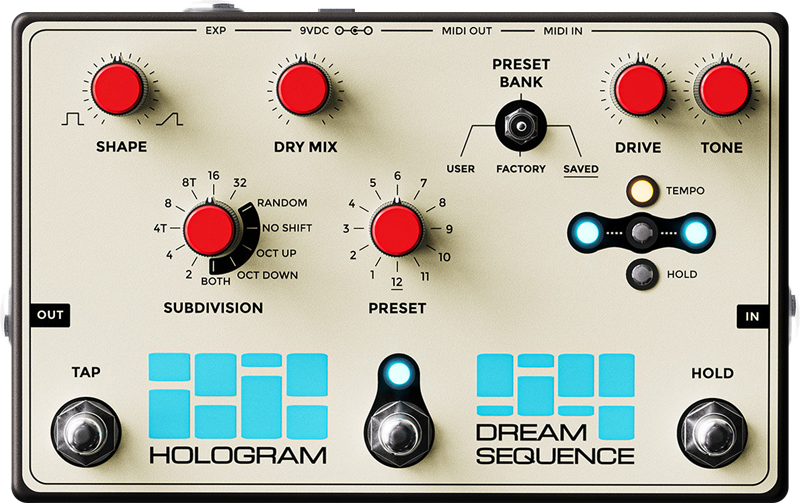 EXP
9VDC
MIDI OUT
MIDI IN
SHAPE
DRY MIX
PRESET
BANK
USER
FACTORY
SAVED
DRIVE
TONE
TEMPO
HOLD
2
4
4T
8
8T
16
32
RANDOM
NO SHIFT
OCT UP
OCT DOWN
BOTH
SUBDIVISION
1
2
3
4
5
6
7
8
9
10
11
12
PRESET
OUT
IN
TAP
HOLD
HOLOGRAM
DREAM
SEQUENCE